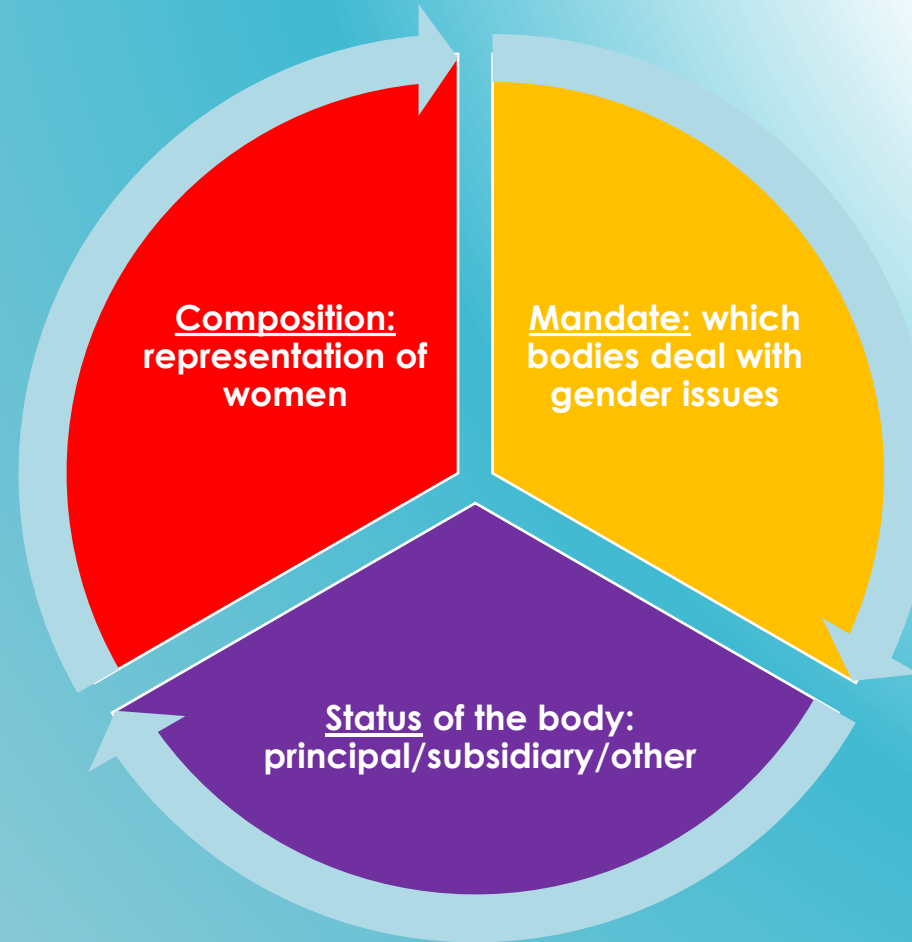 Composition:
representation of
women
Mandate: which
bodies deal with
gender issues
Status of the body:
principal/subsidiary/other